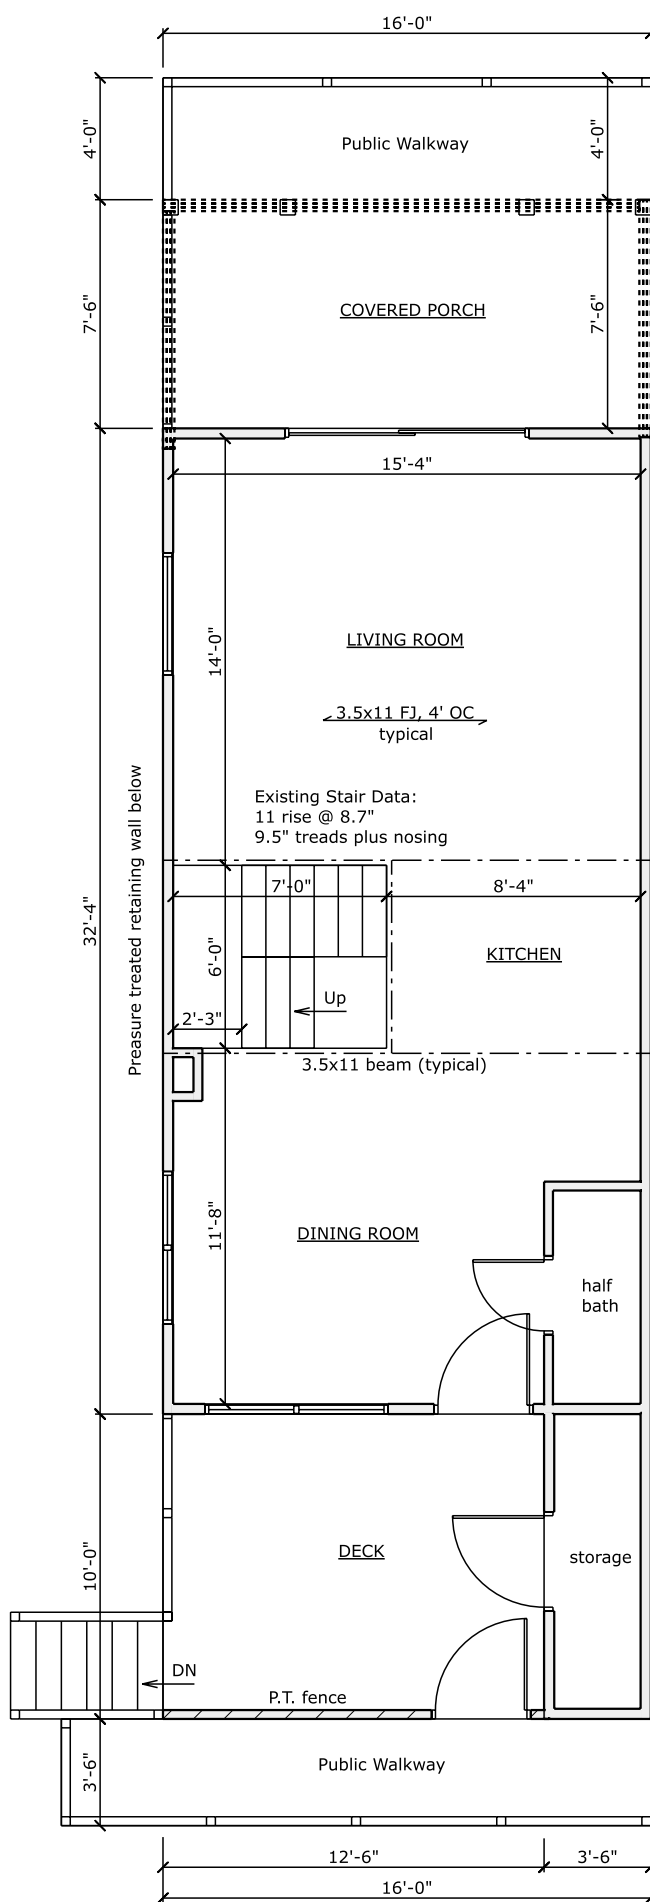 16'-0"
4'-0"
Public Walkway
4'-0"
7'-6"
COVERED PORCH
7'-6"
15'-4"
14'-0"
LIVING ROOM
3.5x11 FJ, 4' OC
typical
Preasure treated retaining wall below
Existing Stair Data:
11 rise @ 8.7"
9.5" treads plus nosing
32'-4"
7'-0"
8'-4"
6'-0"
KITCHEN
Up
2'-3"
3.5x11 beam (typical)
11'-8"
DINING ROOM
half
bath
10'-0"
DECK
storage
DN
P.T. fence
3'-6"
Public Walkway
12'-6"
3'-6"
16'-0"